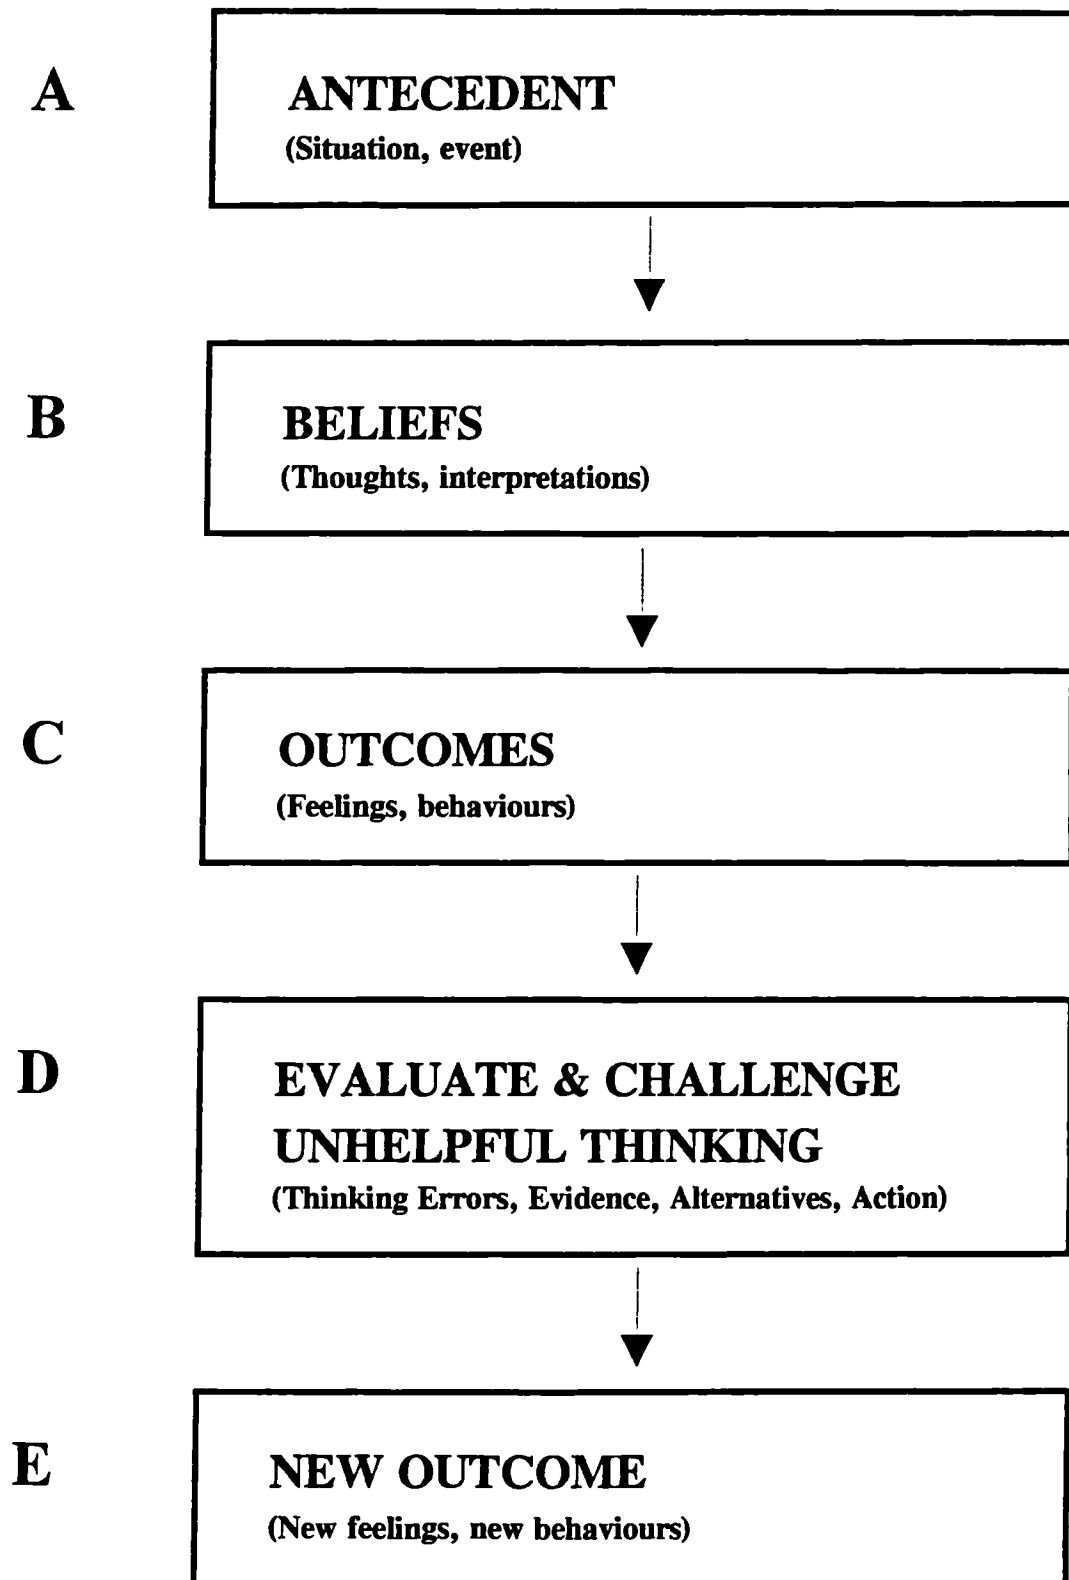 A
ANTECEDENT
(Situation, event)
B
BELIEFS
(Thoughts, interpretations)
C
OUTCOMES
(Feelings, behaviours)
D
EVALUATE & CHALLENGE
UNHELPFUL THINKING
(Thinking Errors, Evidence, Alternatives, Action)
E
NEW OUTCOME
(New feelings, new behaviours)